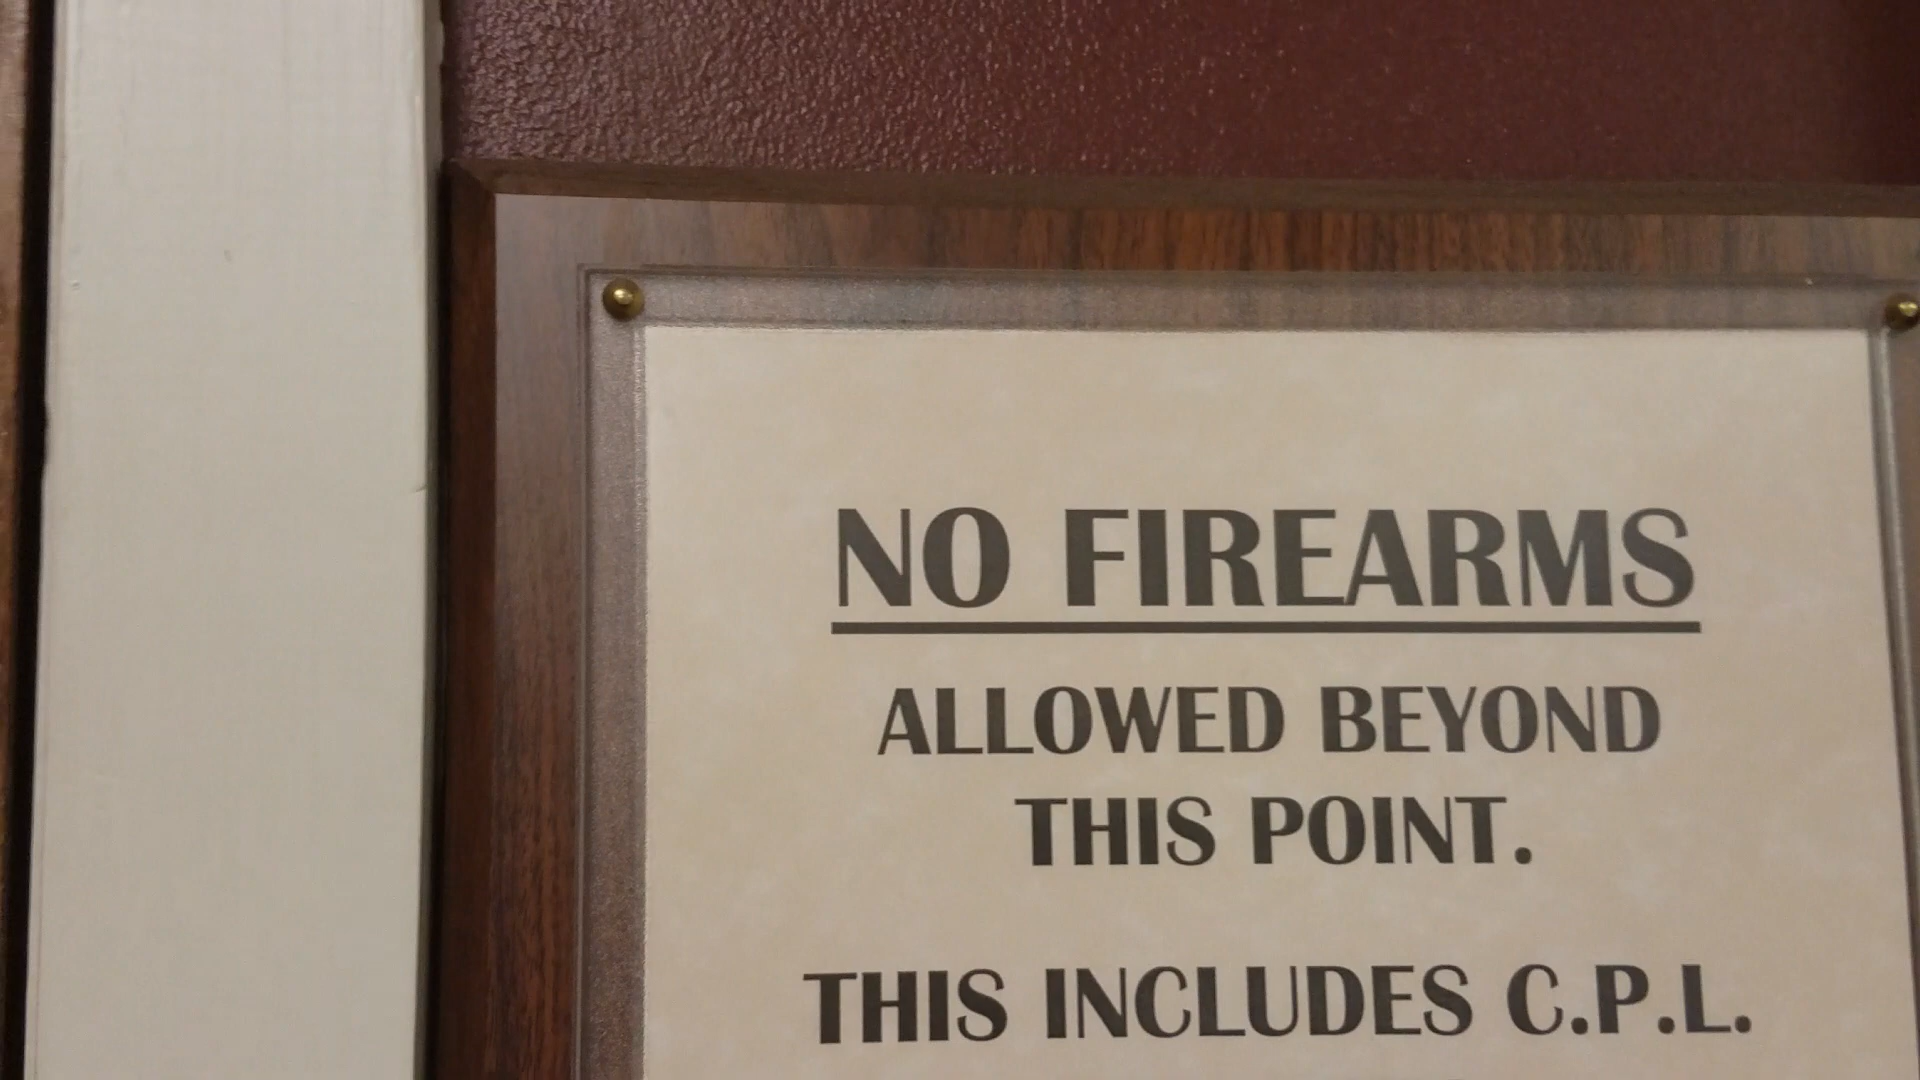 NO FIREARMS
ALLOWED BEYOND
THIS POINT.
THIS INCLUDES C.P.L.